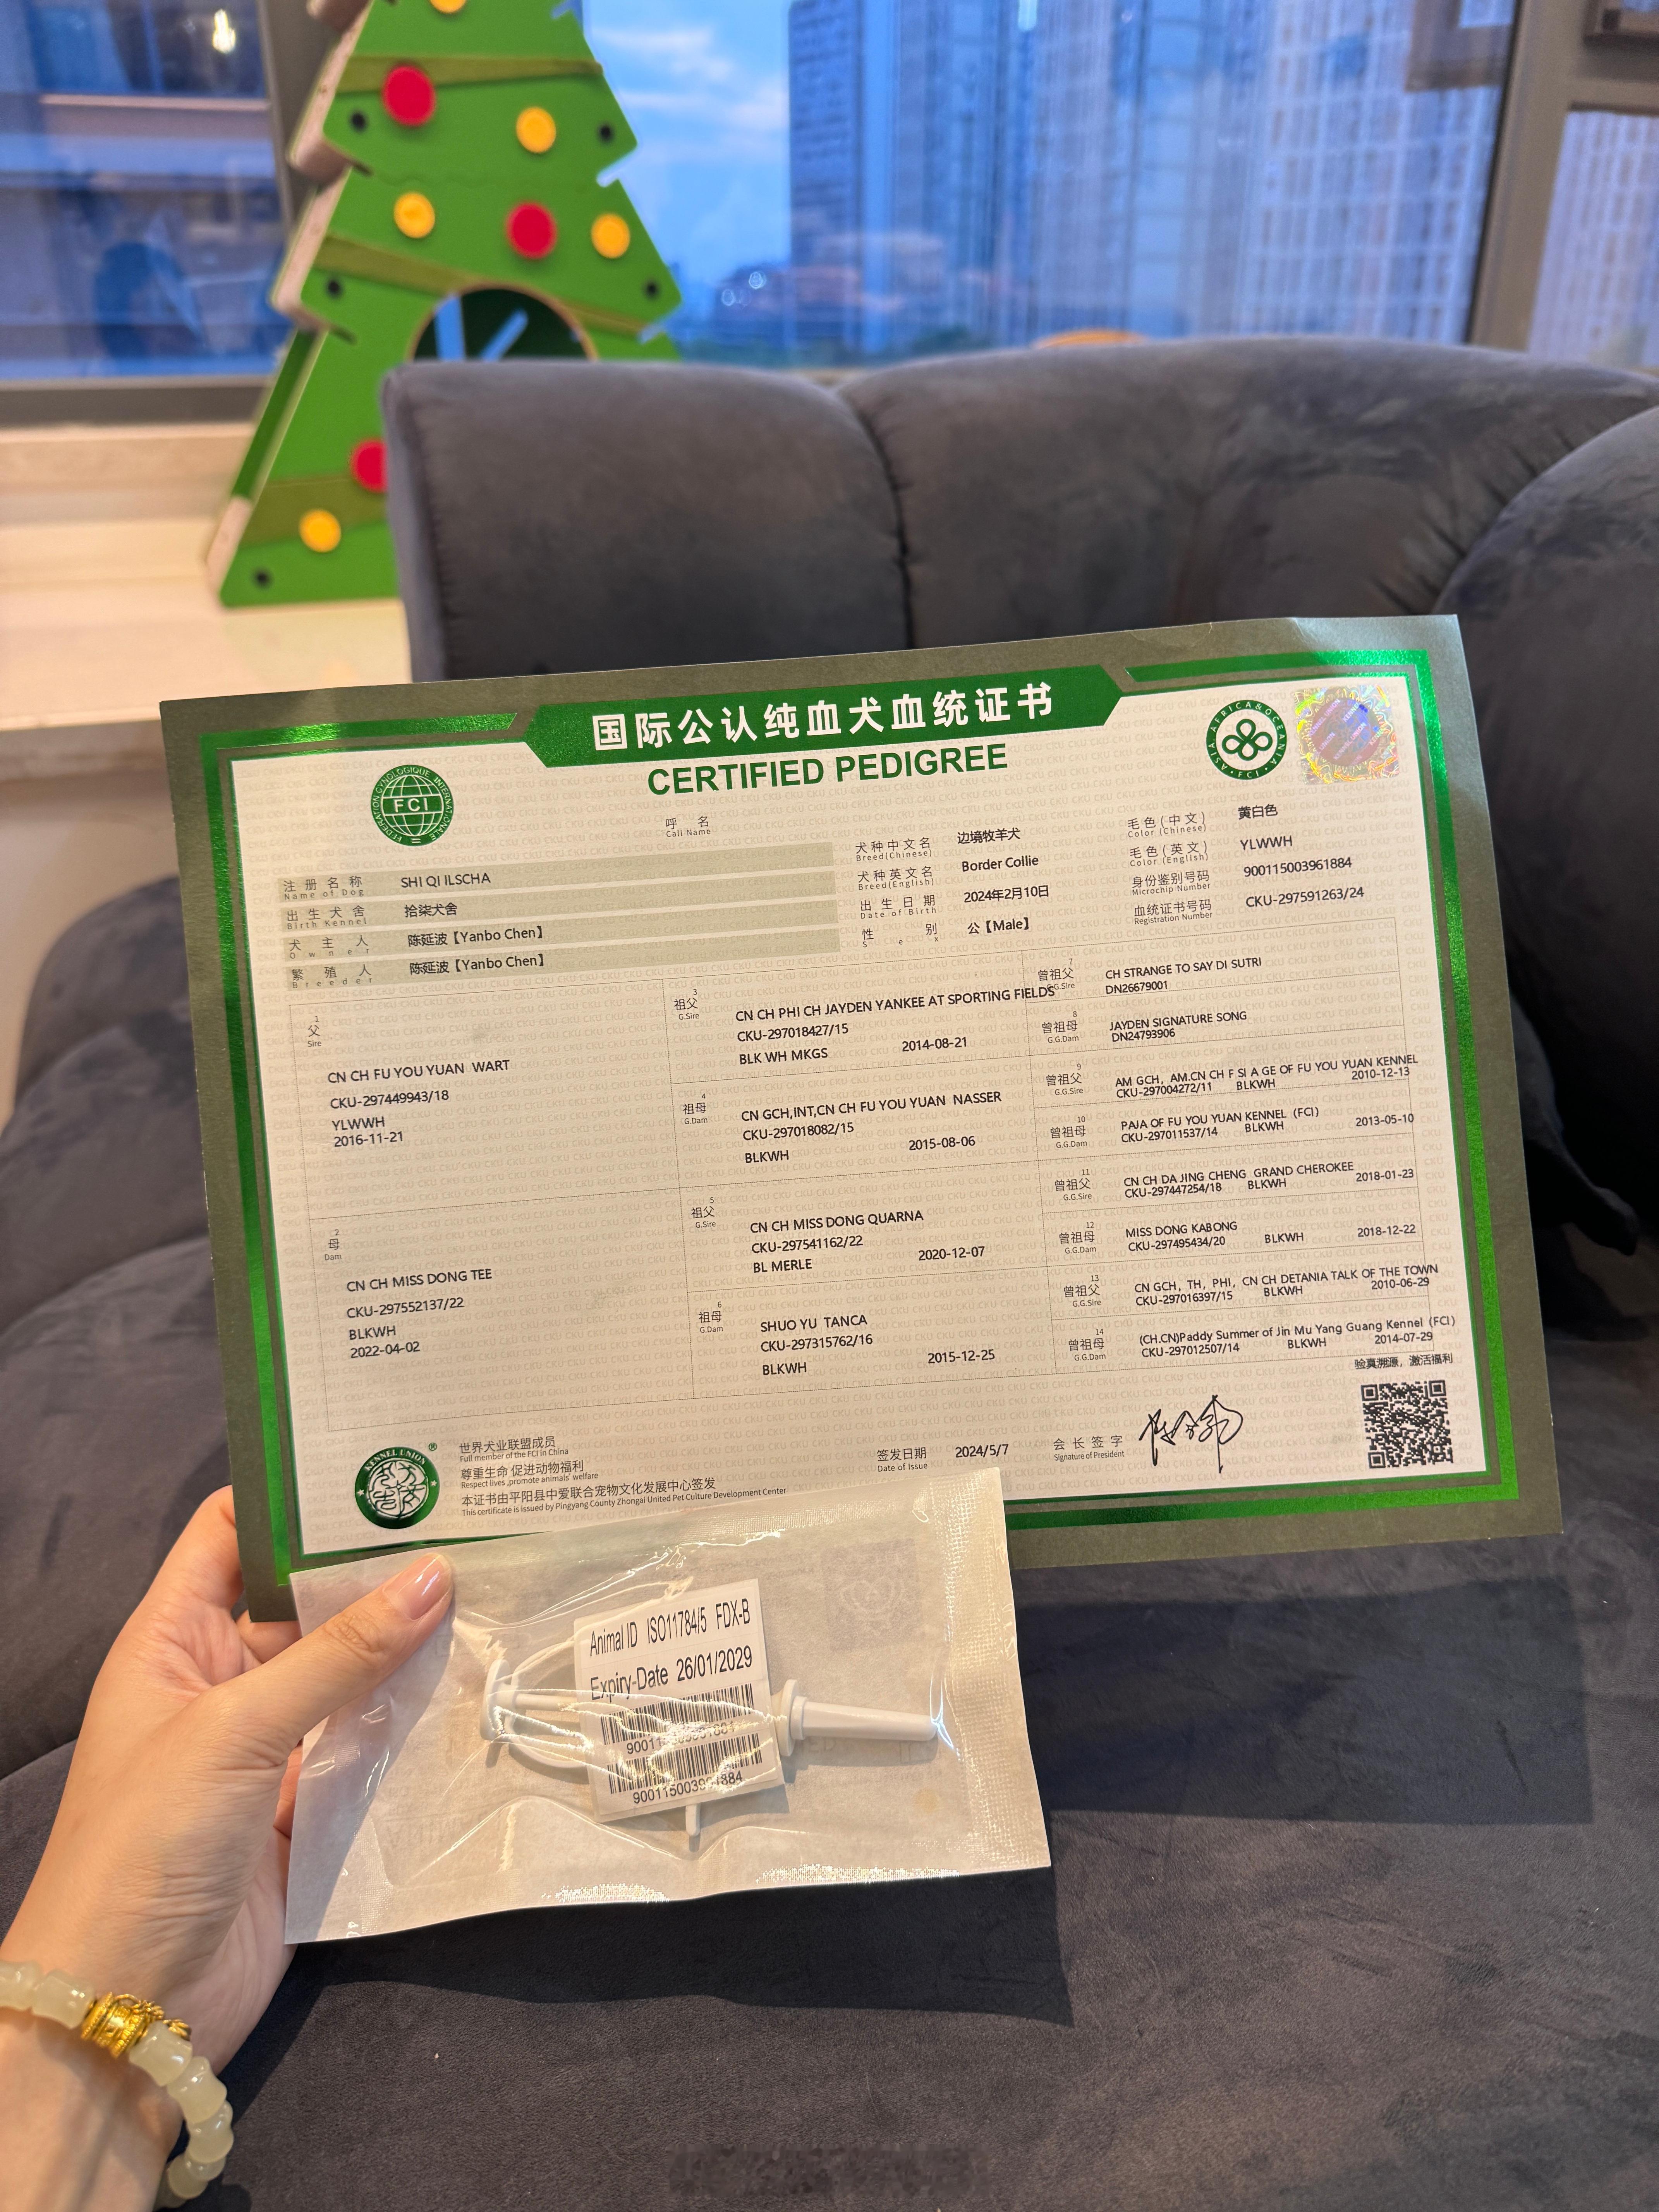 国际公认纯血犬血统证书
CERTIFIED PEDIGREE
FEDERATION CYNOLOGIQUE INTERNATIONALE
FCI
ASIA, AFRICA & OCEANIA
FCI
呼名
Call Name
注册名称 SHI QI ILSCHA
Name of Dog
出生犬舍 拾柒犬舍
Birth Kennel
犬主人 陈延波【Yanbo Chen】
Owner
繁殖人 陈延波【Yanbo Chen】
Breeder
犬种中文名 边境牧羊犬
Breed(Chinese)
犬种英文名 Border Collie
Breed(English)
出生日期 2024年2月10日
Date of Birth
性别 公【Male】
Sex
毛色(中文) 黄白色
Color (Chinese)
毛色(英文) YLWWH
Color (English)
身份鉴别号码 900115003961884
Microchip Number
血统证书号码 CKU-297591263/24
Registration Number
1
父
Sire
CN CH FU YOU YUAN WART
CKU-297449943/18
YLWWH
2016-11-21
2
母
Dam
CN CH MISS DONG TEE
CKU-297552137/22
BLKWH
2022-04-02
3
祖父
G.Sire
CN CH PHI CH JAYDEN YANKEE AT SPORTING FIELDS
CKU-297018427/15
BLK WH MKGS 2014-08-21
4
祖母
G.Dam
CN GCH,INT,CN CH FU YOU YUAN NASSER
CKU-297018082/15
BLKWH 2015-08-06
5
祖父
G.Sire
CN CH MISS DONG QUARNA
CKU-297541162/22
BL MERLE 2020-12-07
6
祖母
G.Dam
SHUO YU TANCA
CKU-297315762/16
BLKWH 2015-12-25
7
曾祖父
G.G.Sire
CH STRANGE TO SAY DI SUTRI
DN26679001
8
曾祖母
G.G.Dam
JAYDEN SIGNATURE SONG
DN24793906
9
曾祖父
G.G.Sire
AM GCH, AM.CN CH F SI A GE OF FU YOU YUAN KENNEL
CKU-297004272/11 BLKWH 2010-12-13
10
曾祖母
G.G.Dam
PAJA OF FU YOU YUAN KENNEL (FCI)
CKU-297011537/14 BLKWH 2013-05-10
11
曾祖父
G.G.Sire
CN CH DA JING CHENG GRAND CHEROKEE
CKU-297447254/18 BLKWH 2018-01-23
12
曾祖母
G.G.Dam
MISS DONG KABONG
CKU-297495434/20 BLKWH 2018-12-22
13
曾祖父
G.G.Sire
CN GCH, TH, PHI, CN CH DETANIA TALK OF THE TOWN
CKU-297016397/15 BLKWH 2010-06-29
14
曾祖母
G.G.Dam
(CH.CN)Paddy Summer of Jin Mu Yang Guang Kennel (FCI)
CKU-297012507/14 BLKWH 2014-07-29
验真溯源，激活福利
KENNEL UNION
®
世界犬业联盟成员
Full member of the FCI in China
尊重生命 促进动物福利
Respect lives ,promote animals' welfare
本证书由平阳县中爱联合宠物文化发展中心签发
This certificate is issued by Pingyang County Zhongai United Pet Culture Development Center
签发日期 2024/5/7
Date of Issue
会长签字
Signature of President
Animal ID ISO11784/5 FDX-B
Expiry-Date 26/01/2029
900115003961884